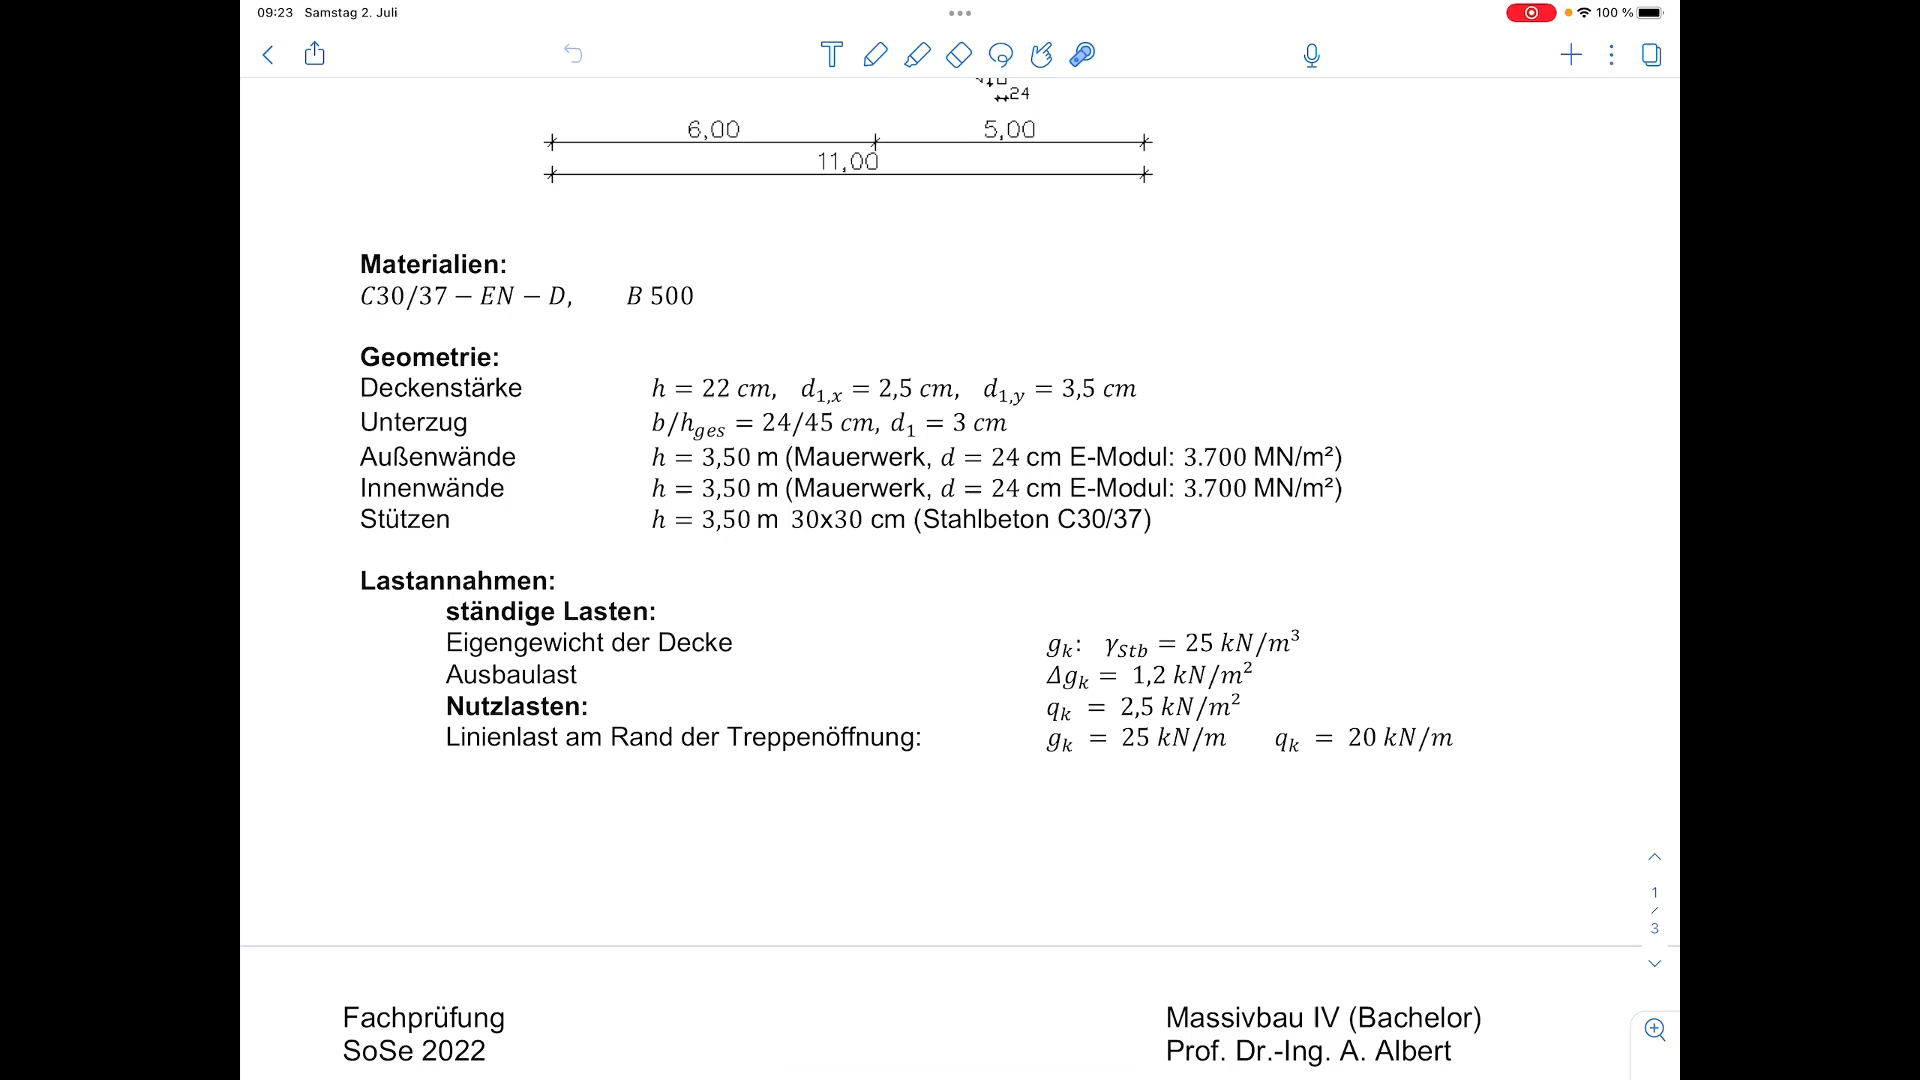 09:23 Samstag 2. Juli
100 %
24
6,00 5,00
11,00
Materialien:
C30/37 − EN − D, B 500
Geometrie:
Deckenstärke h = 22 cm, d1,x = 2,5 cm, d1,y = 3,5 cm
Unterzug b/hges = 24/45 cm, d1 = 3 cm
Außenwände h = 3,50 m (Mauerwerk, d = 24 cm E-Modul: 3.700 MN/m²)
Innenwände h = 3,50 m (Mauerwerk, d = 24 cm E-Modul: 3.700 MN/m²)
Stützen h = 3,50 m 30x30 cm (Stahlbeton C30/37)
Lastannahmen:
ständige Lasten:
Eigengewicht der Decke gk: γStb = 25 kN/m³
Ausbaulast Δgk = 1,2 kN/m²
Nutzlasten: qk = 2,5 kN/m²
Linienlast am Rand der Treppenöffnung: gk = 25 kN/m qk = 20 kN/m
1
/
3
Fachprüfung Massivbau IV (Bachelor)
SoSe 2022 Prof. Dr.-Ing. A. Albert